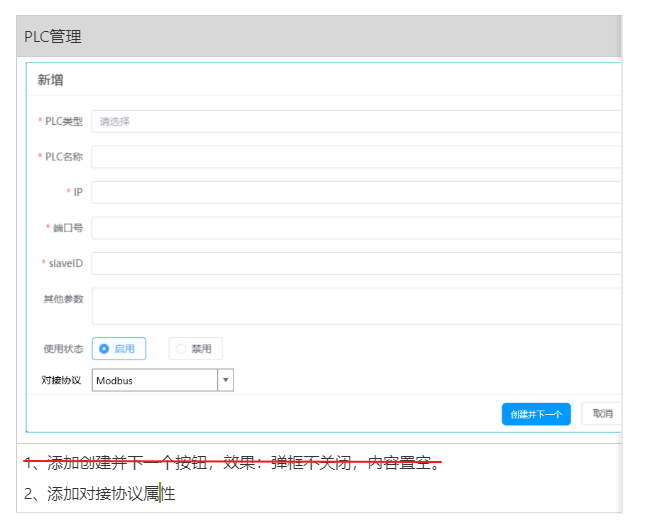 PLC管理
新增
* PLC类型 请选择
* PLC名称
* IP
* 端口号
* slaveID
其他参数
使用状态 启用 禁用
对接协议 Modbus
创建并下一个 取消
1、添加创建并下一个按钮，效果：弹框不关闭，内容置空。
2、添加对接协议属性